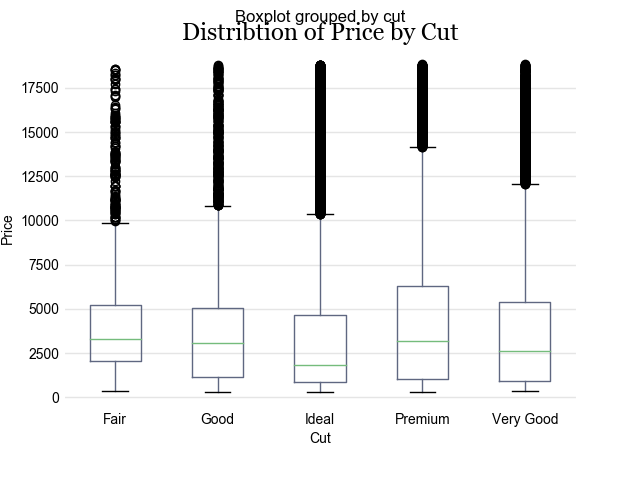 Boxplot grouped by cut
Distribtion of Price by Cut
17500
15000
12500
10000
7500
5000
2500
0
Price
Fair Good Ideal Premium Very Good
Cut